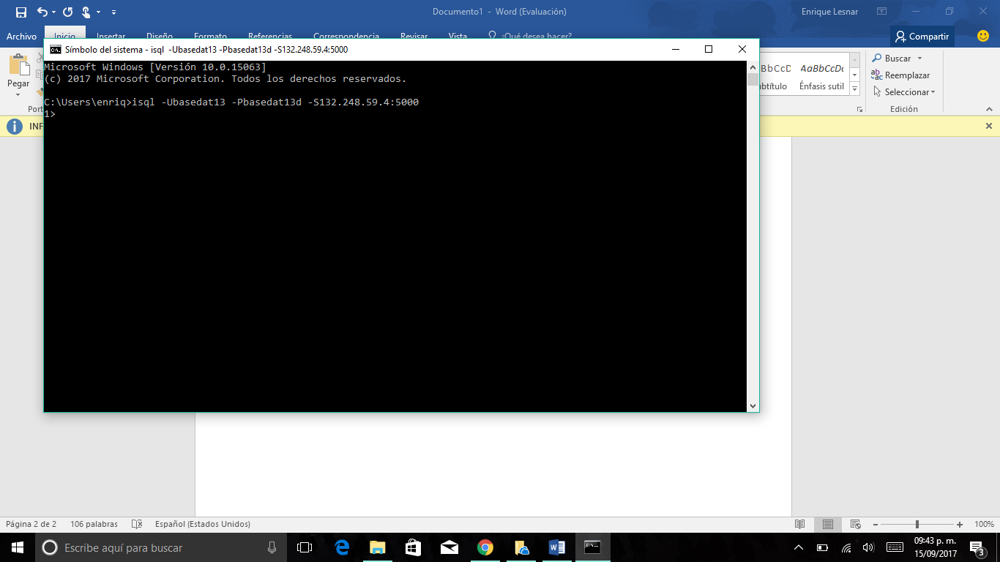 Documento1 - Word (Evaluación)
Enrique Lesnar
Archivo Inicio Insertar Diseño Formato Referencias Correspondencia Revisar Vista ¿Qué desea hacer? Compartir
Símbolo del sistema - isql -Ubasedat13 -Pbasedat13d -S132.248.59.4:5000
Microsoft Windows [Versión 10.0.15063]
(c) 2017 Microsoft Corporation. Todos los derechos reservados.
C:\Users\enriq>isql -Ubasedat13 -Pbasedat13d -S132.248.59.4:5000
1>
Pegar
Port
INF
BbCcD AaBbCcDc
btítulo Énfasis sutil
Buscar
Reemplazar
Seleccionar
Edición
Página 2 de 2 106 palabras Español (Estados Unidos) 100%
Escribe aquí para buscar
09:43 p. m.
15/09/2017
3